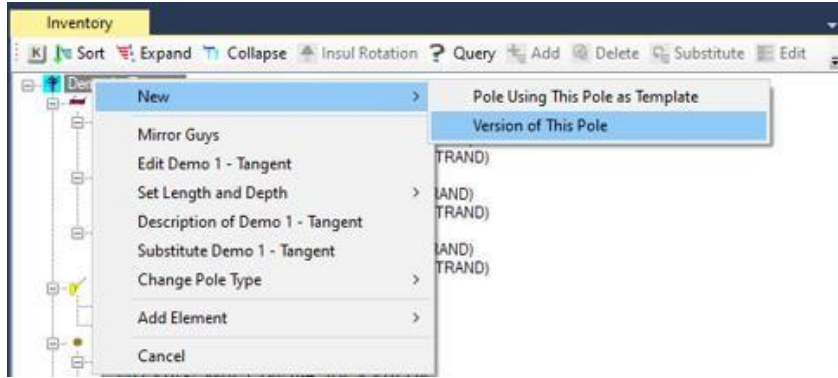 Inventory
Sort Expand Collapse Insul Rotation ? Query Add Delete Substitute Edit
New
Pole Using This Pole as Template
Version of This Pole
Mirror Guys
TRAND)
Edit Demo 1 - Tangent
Set Length and Depth
AND)
TRAND)
Description of Demo 1 - Tangent
Substitute Demo 1 - Tangent
AND)
TRAND)
Change Pole Type
Add Element
Cancel